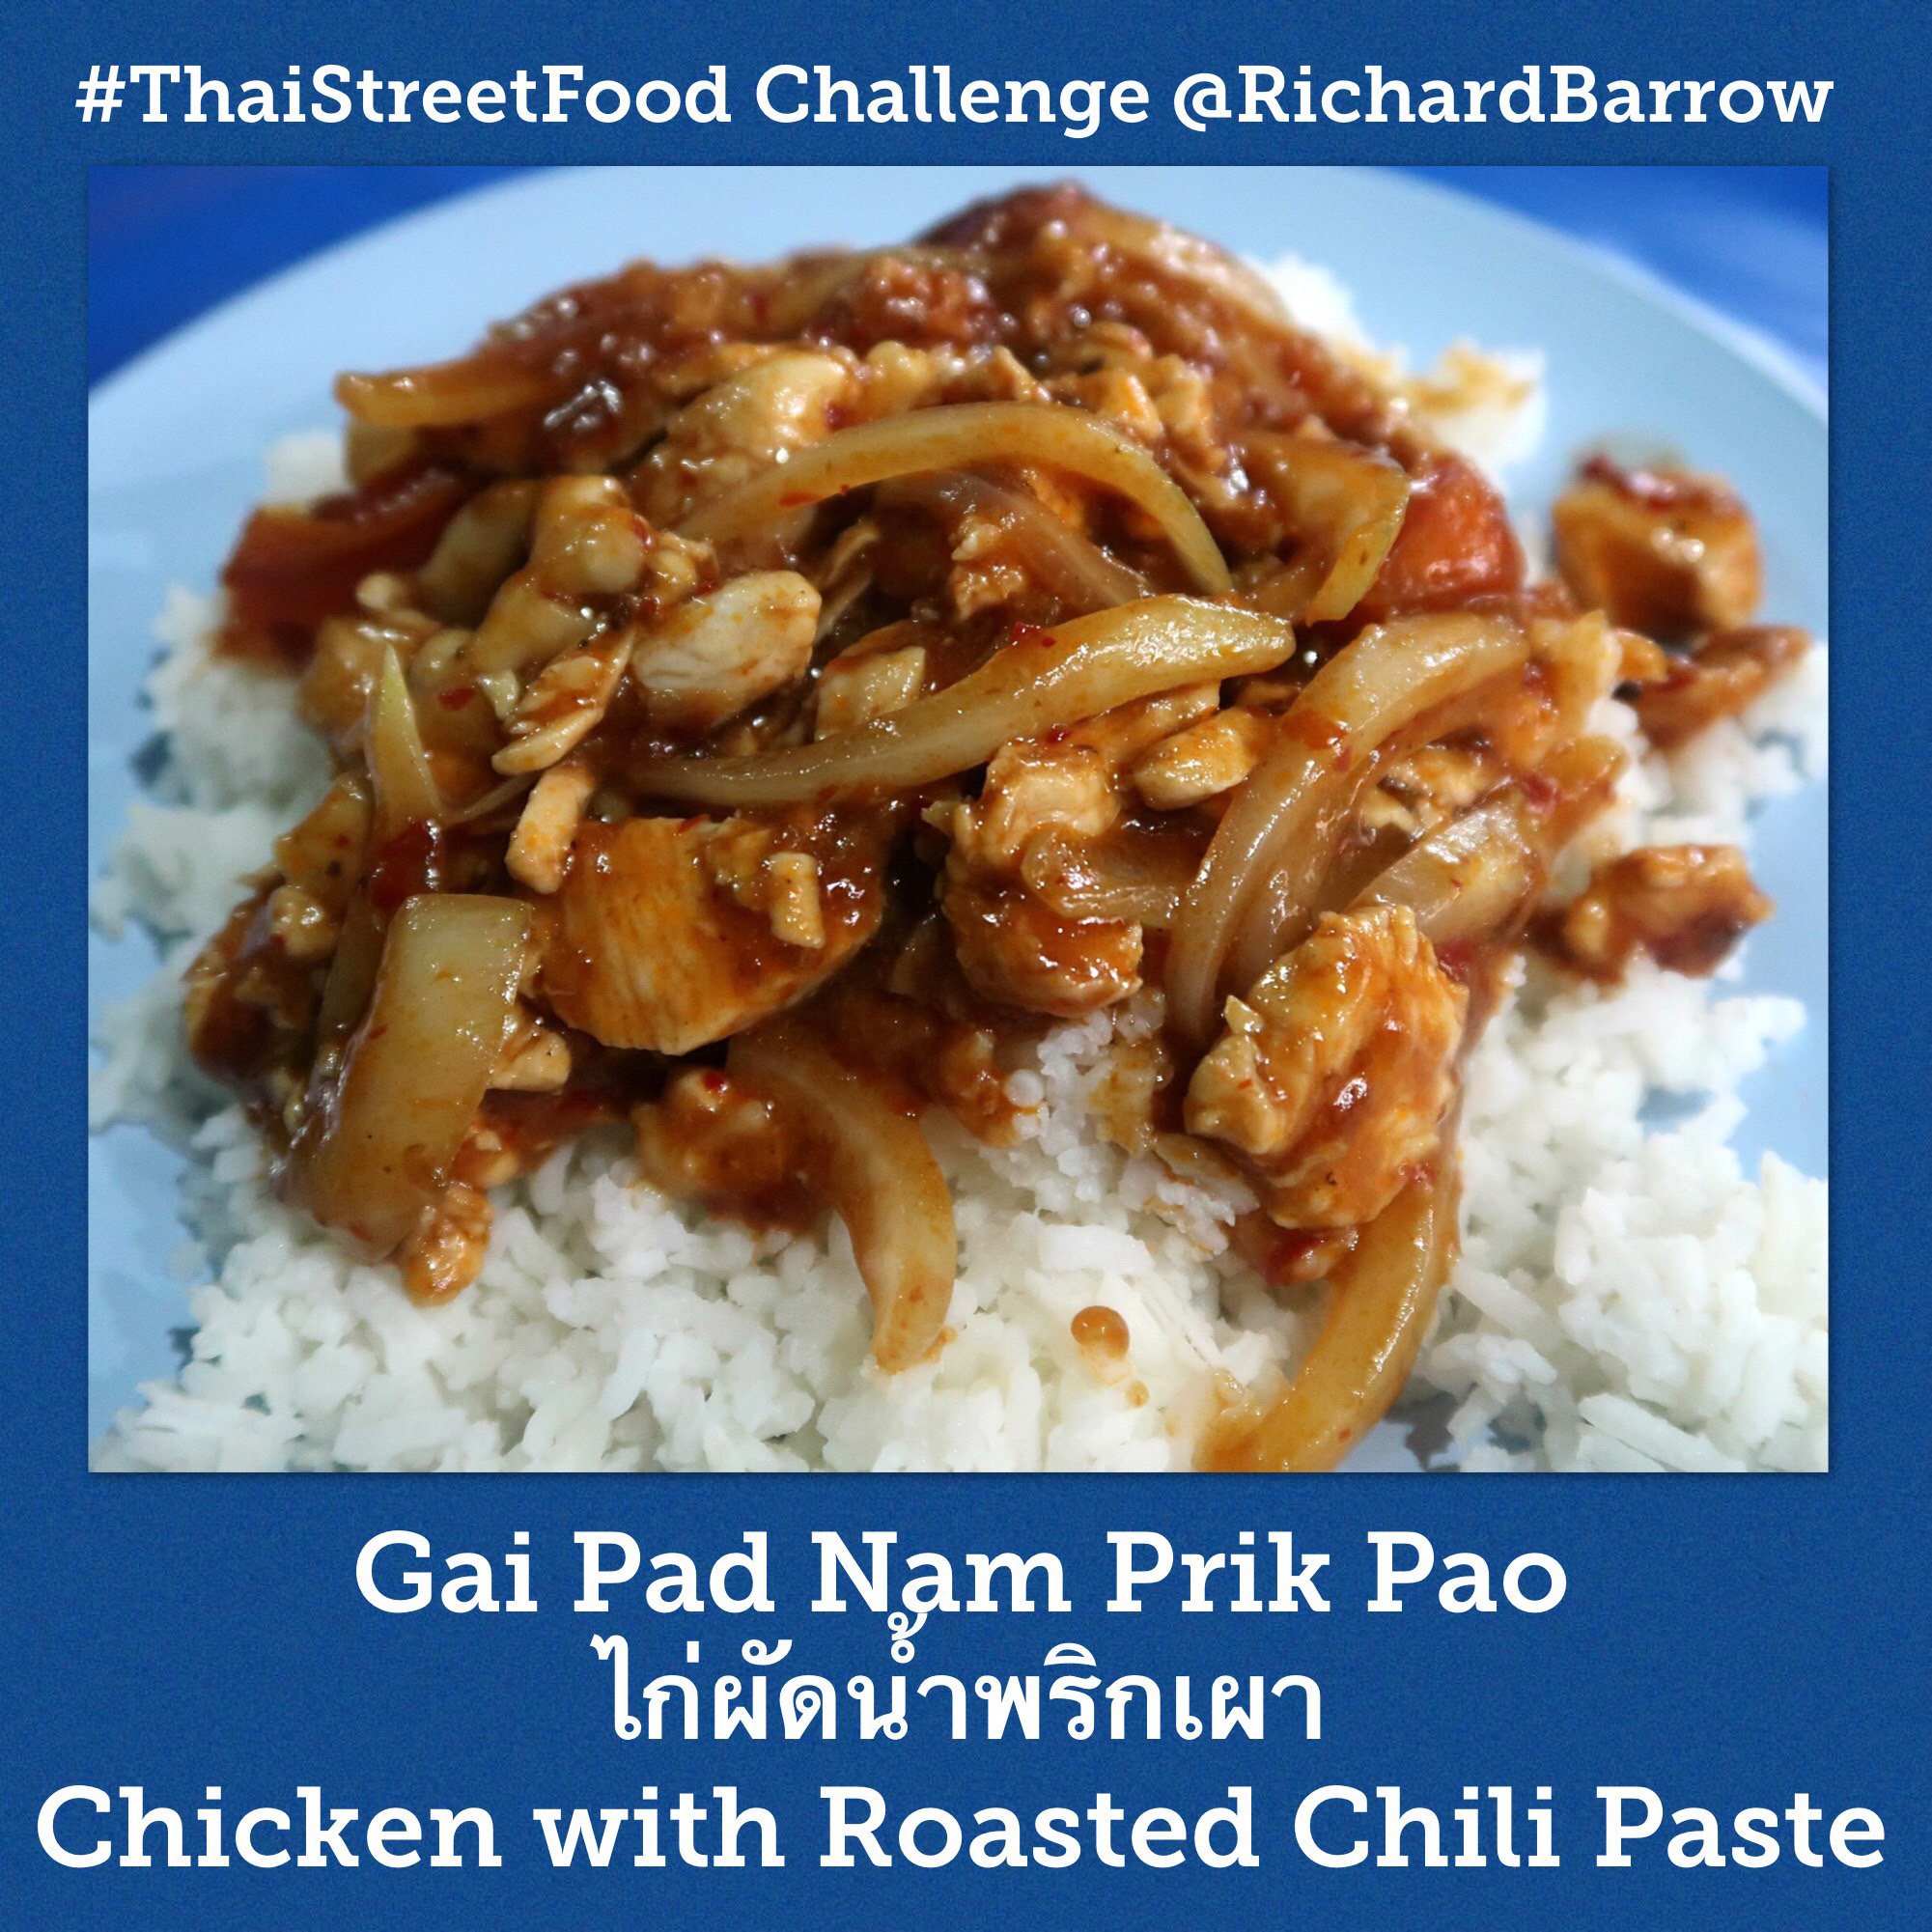 #ThaiStreetFood Challenge @RichardBarrow
Gai Pad Nam Prik Pao
ไก่ผัดน้ำพริกเผา
Chicken with Roasted Chili Paste